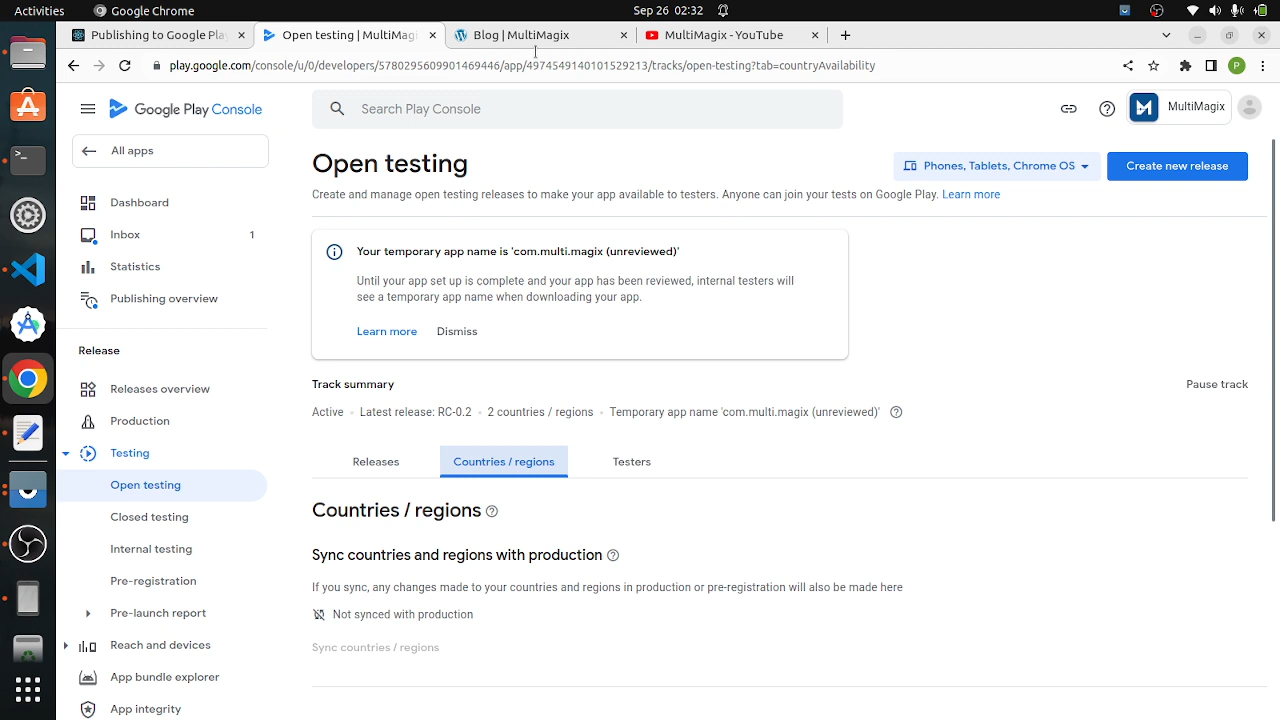 Activities
Google Chrome
Sep 26 02:32
Publishing to Google Pla
Open testing | MultiMagi
Blog | MultiMagix
MultiMagix - YouTube
play.google.com/console/u/0/developers/5780295609901469446/app/4974549140101529213/tracks/open-testing?tab=countryAvailability
P
Google Play Console
Search Play Console
MultiMagix
All apps
Dashboard
Inbox 1
Statistics
Publishing overview
Release
Releases overview
Production
Testing
Open testing
Closed testing
Internal testing
Pre-registration
Pre-launch report
Reach and devices
App bundle explorer
App integrity
Open testing
Phones, Tablets, Chrome OS
Create new release
Create and manage open testing releases to make your app available to testers. Anyone can join your tests on Google Play. Learn more
Your temporary app name is 'com.multi.magix (unreviewed)'
Until your app set up is complete and your app has been reviewed, internal testers will
see a temporary app name when downloading your app.
Learn more Dismiss
Track summary
Pause track
Active • Latest release: RC-0.2 • 2 countries / regions • Temporary app name 'com.multi.magix (unreviewed)'
Releases
Countries / regions
Testers
Countries / regions
Sync countries and regions with production
If you sync, any changes made to your countries and regions in production or pre-registration will also be made here
Not synced with production
Sync countries / regions